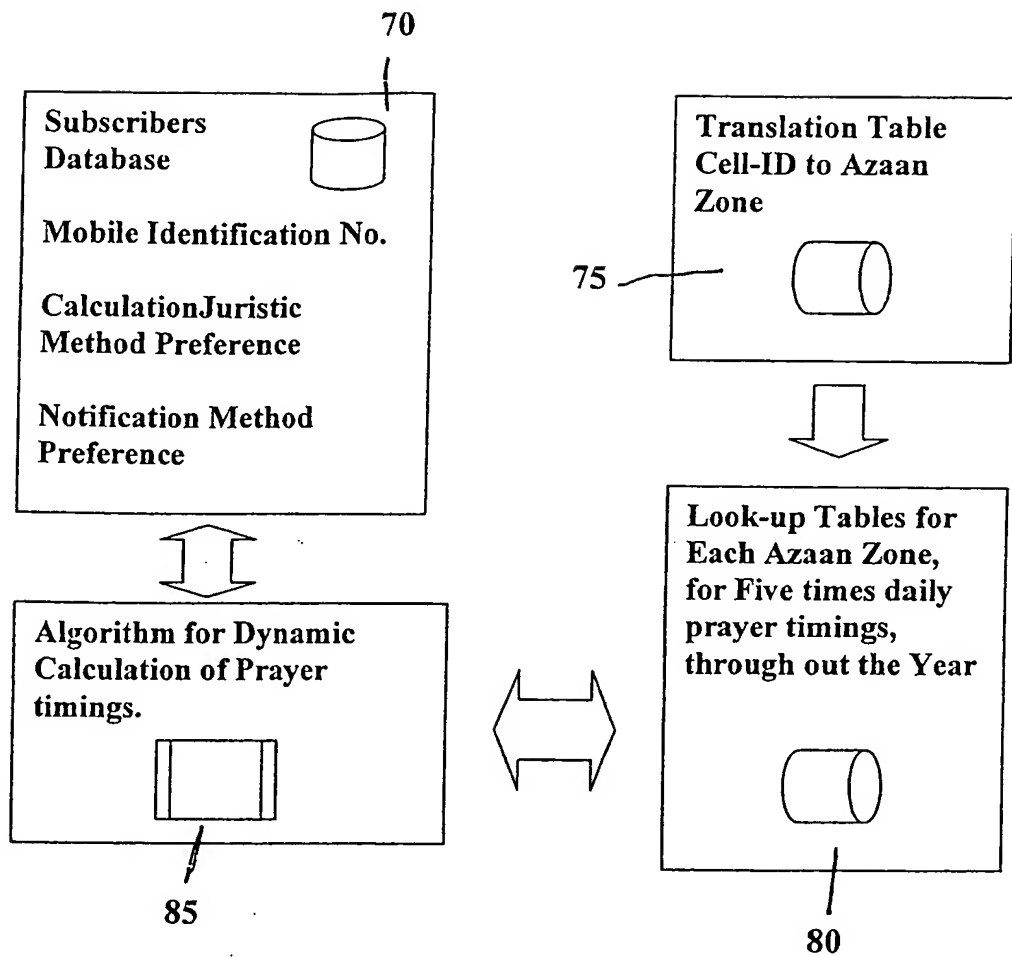 70
Subscribers
Database
Mobile Identification No.
CalculationJuristic
Method Preference
Notification Method
Preference
Translation Table
Cell-ID to Azaan
Zone
75
Algorithm for Dynamic
Calculation of Prayer
timings.
85
Look-up Tables for
Each Azaan Zone,
for Five times daily
prayer timings,
through out the Year
80